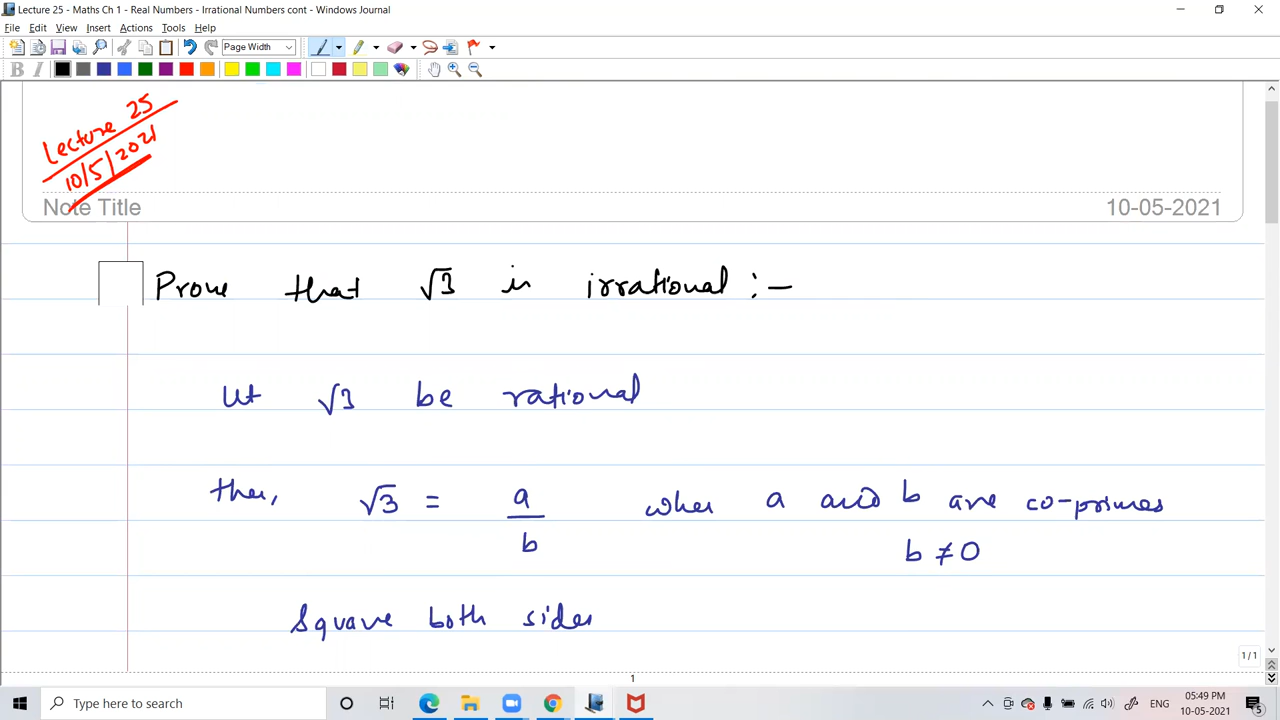 Lecture 25 - Maths Ch 1 - Real Numbers - Irrational Numbers cont - Windows Journal
File Edit View Insert Actions Tools Help
Page Width
B I
Lecture 25
10/5/2021
Note Title
10-05-2021
Prove that √3 is irrational :-
Let √3 be rational
then, √3 = a/b where a and b are co-primes
b ≠ 0
Square both sides
1/1
1
Type here to search
ENG
05:49 PM
10-05-2021
5